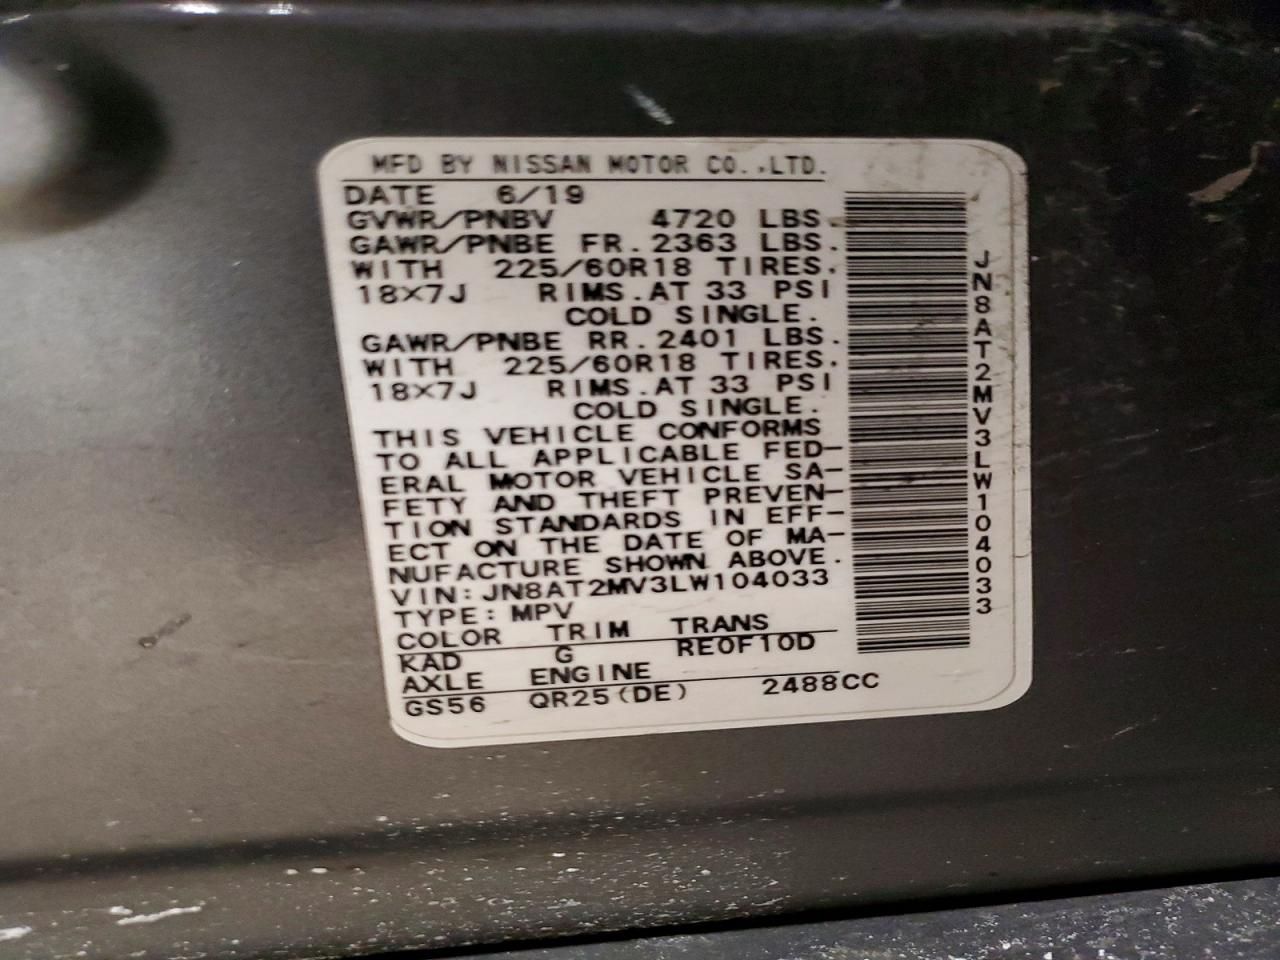 MFD BY NISSAN MOTOR CO.,LTD.
DATE 6/19
GVWR/PNBV 4720 LBS.
GAWR/PNBE FR. 2363 LBS.
WITH 225/60R18 TIRES.
18×7J RIMS.AT 33 PSI
COLD SINGLE.
GAWR/PNBE RR. 2401 LBS.
WITH 225/60R18 TIRES.
18×7J RIMS.AT 33 PSI
COLD SINGLE.
THIS VEHICLE CONFORMS
TO ALL APPLICABLE FED-
ERAL MOTOR VEHICLE SA-
FETY AND THEFT PREVEN-
TION STANDARDS IN EFF-
ECT ON THE DATE OF MA-
NUFACTURE SHOWN ABOVE.
VIN: JN8AT2MV3LW104033
TYPE: MPV
COLOR TRIM TRANS
KAD G RE0F10D
AXLE ENGINE
GS56 QR25(DE) 2488CC
JN8AT2MV3LW104033